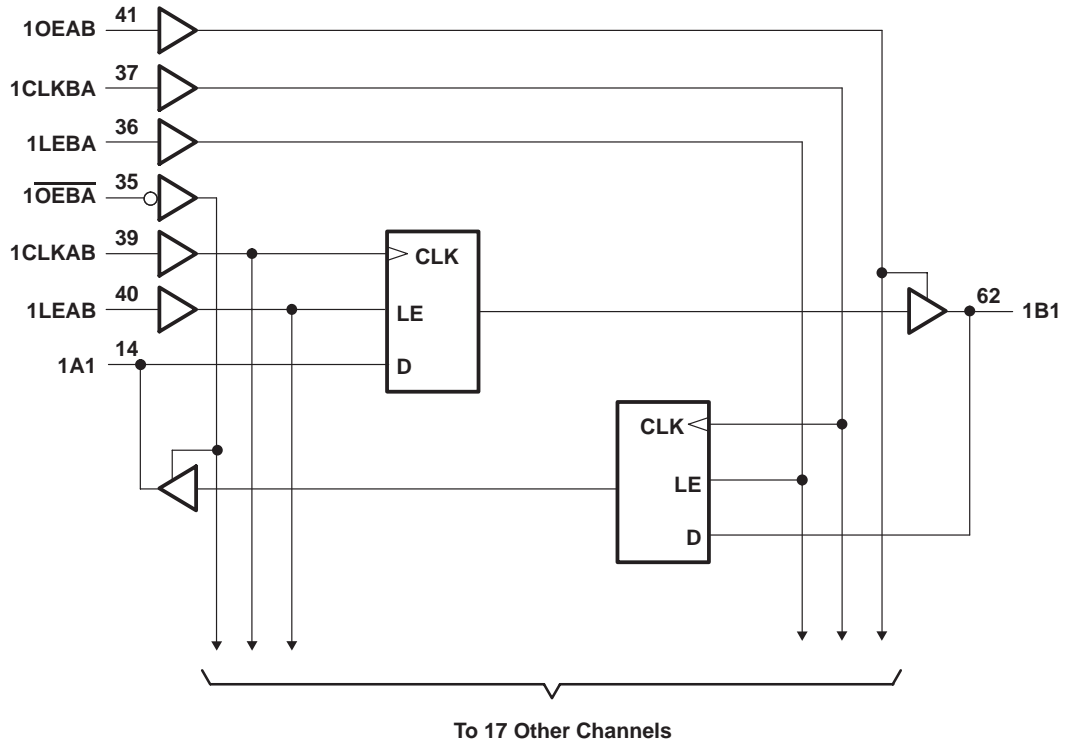 1OEAB 41
1CLKBA 37
1LEBA 36
1O̅E̅B̅A̅ 35
1CLKAB 39
1LEAB 40
1A1 14
CLK
LE
D
62 1B1
CLK
LE
D
To 17 Other Channels